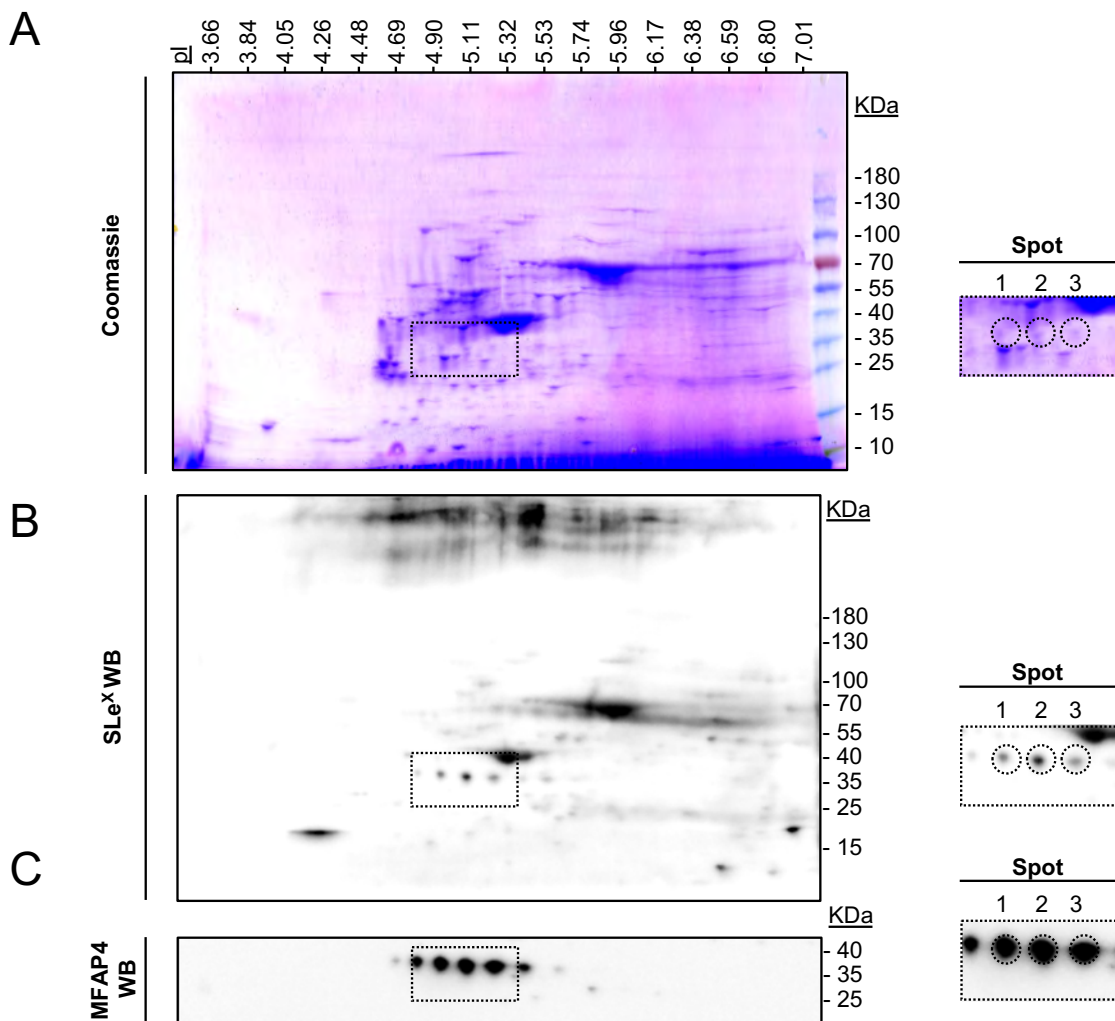 A
pI
3.66
3.84
4.05
4.26
4.48
4.69
4.90
5.11
5.32
5.53
5.74
5.96
6.17
6.38
6.59
6.80
7.01
KDa
Coomassie
-180
-130
-100
- 70
- 55
- 40
- 35
- 25
- 15
- 10
Spot
1 2 3
B
KDa
SLeX WB
-180
-130
-100
- 70
- 55
- 40
- 35
- 25
- 15
Spot
1 2 3
C
KDa
MFAP4
WB
- 40
- 35
- 25
Spot
1 2 3